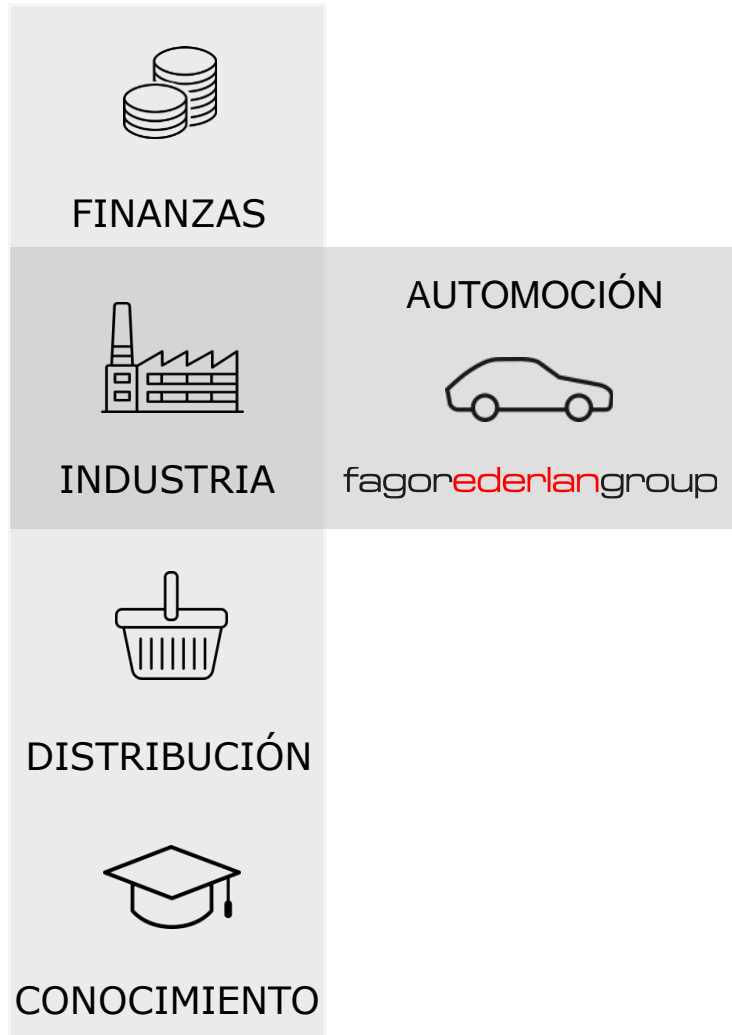 FINANZAS
AUTOMOCIÓN
INDUSTRIA
fagorederlangroup
DISTRIBUCIÓN
CONOCIMIENTO